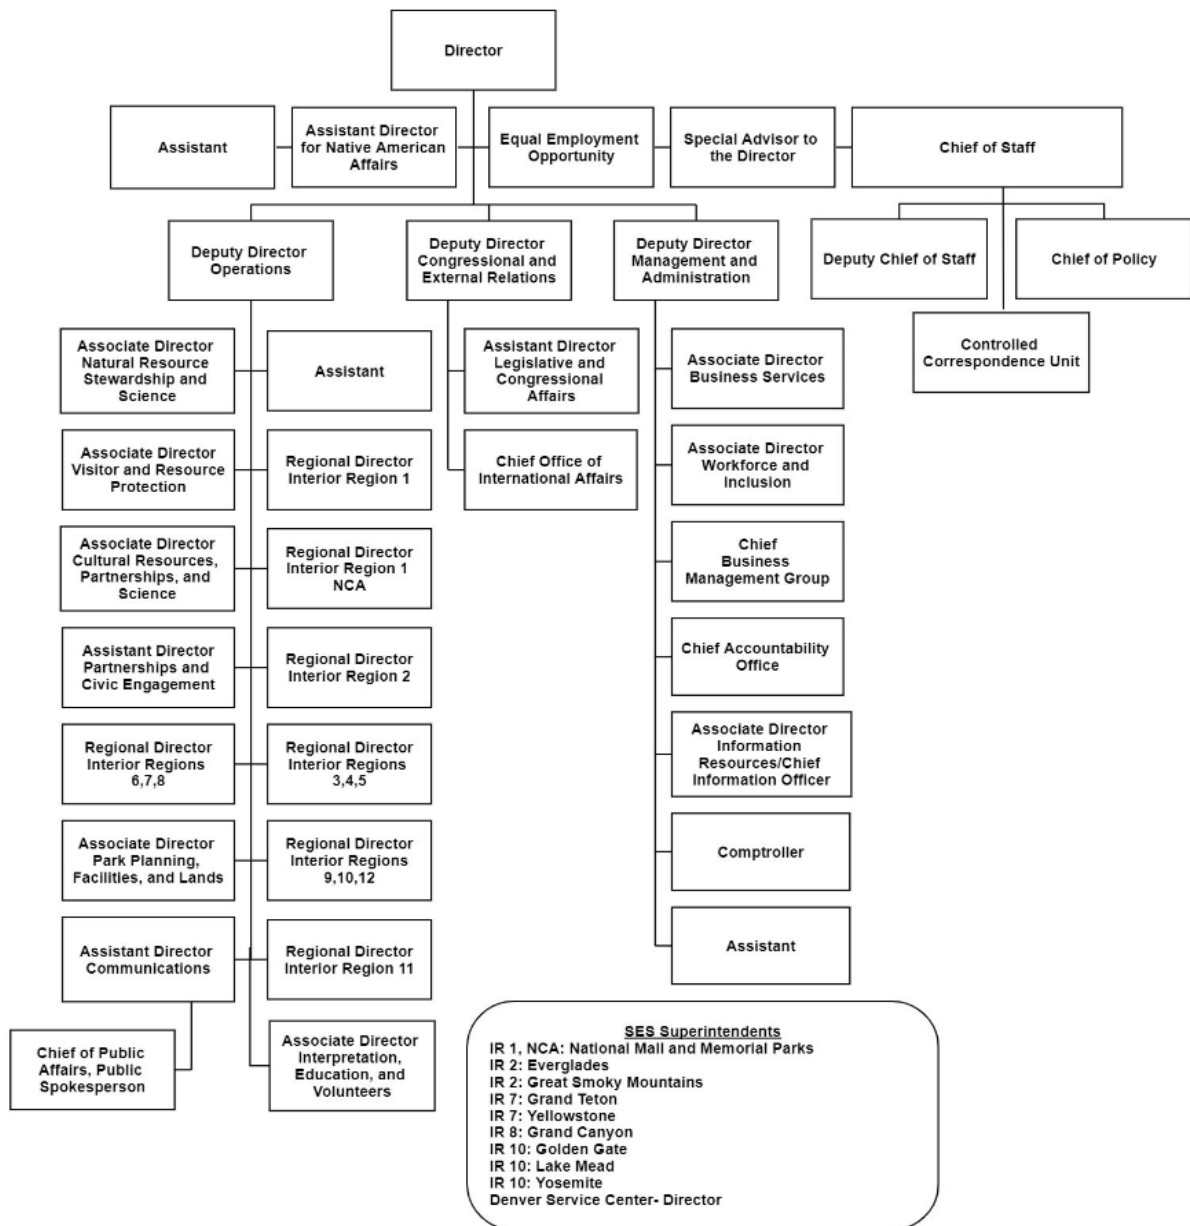 Director
Assistant
Assistant Director
for Native American
Affairs
Equal Employment
Opportunity
Special Advisor to
the Director
Chief of Staff
Deputy Director
Operations
Deputy Director
Congressional and
External Relations
Deputy Director
Management and
Administration
Deputy Chief of Staff
Chief of Policy
Controlled
Correspondence Unit
Associate Director
Natural Resource
Stewardship and
Science
Assistant
Assistant Director
Legislative and
Congressional
Affairs
Associate Director
Business Services
Associate Director
Visitor and Resource
Protection
Regional Director
Interior Region 1
Chief Office of
International Affairs
Associate Director
Workforce and
Inclusion
Associate Director
Cultural Resources,
Partnerships, and
Science
Regional Director
Interior Region 1
NCA
Chief
Business
Management Group
Assistant Director
Partnerships and
Civic Engagement
Regional Director
Interior Region 2
Chief Accountability
Office
Regional Director
Interior Regions
6,7,8
Regional Director
Interior Regions
3,4,5
Associate Director
Information
Resources/Chief
Information Officer
Associate Director
Park Planning,
Facilities, and Lands
Regional Director
Interior Regions
9,10,12
Comptroller
Assistant Director
Communications
Regional Director
Interior Region 11
Assistant
Chief of Public
Affairs, Public
Spokesperson
Associate Director
Interpretation,
Education, and
Volunteers
SES Superintendents
IR 1, NCA: National Mall and Memorial Parks
IR 2: Everglades
IR 2: Great Smoky Mountains
IR 7: Grand Teton
IR 7: Yellowstone
IR 8: Grand Canyon
IR 10: Golden Gate
IR 10: Lake Mead
IR 10: Yosemite
Denver Service Center- Director